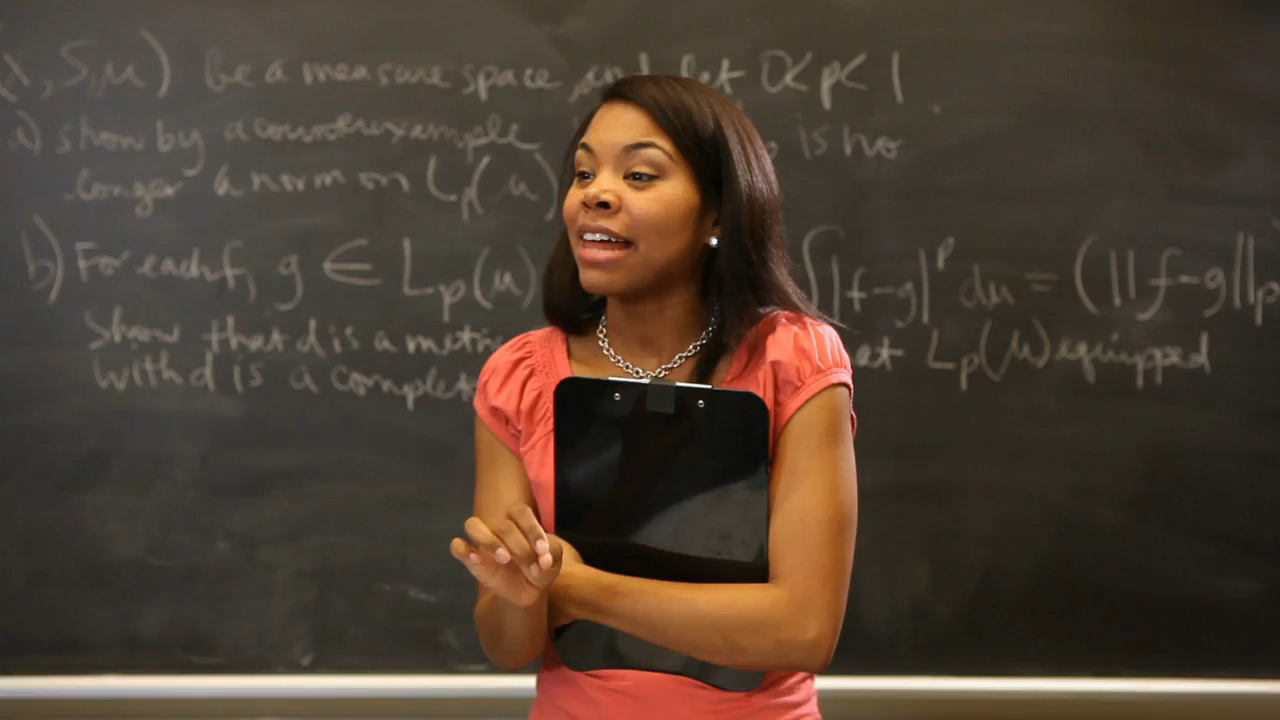 X, S, μ) be a measure space and let 0<p<1.
a) show by a counterexample is no
longer a norm on Lp(μ)
b) For each f, g ∈ Lp(μ) ∫|f-g|^p dμ = (||f-g||p
Show that d is a metric Lp(μ) equipped
with d is a complete